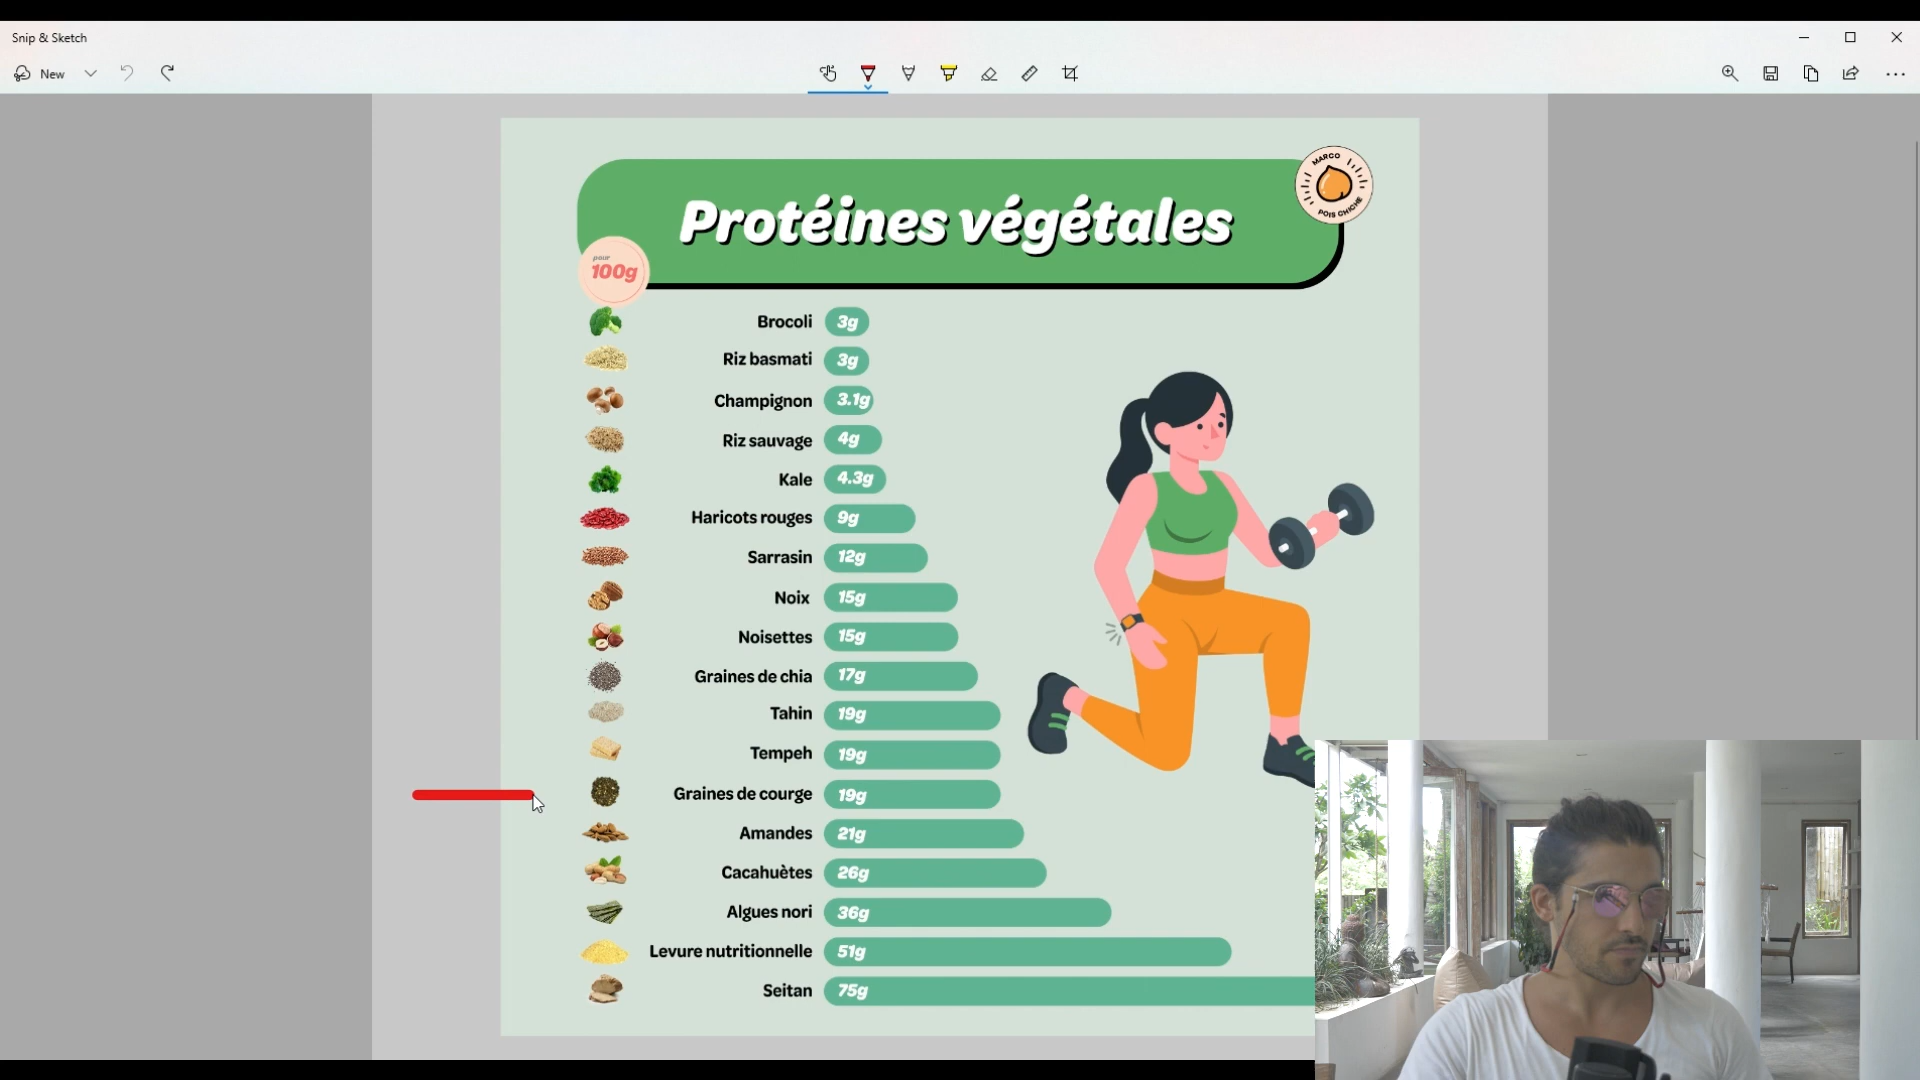 Snip & Sketch
New
MARCO
POIS CHICHE
Protéines végétales
pour
100g
Brocoli 3g
Riz basmati 3g
Champignon 3.1g
Riz sauvage 4g
Kale 4.3g
Haricots rouges 9g
Sarrasin 12g
Noix 15g
Noisettes 15g
Graines de chia 17g
Tahin 19g
Tempeh 19g
Graines de courge 19g
Amandes 21g
Cacahuètes 26g
Algues nori 36g
Levure nutritionnelle 51g
Seitan 75g